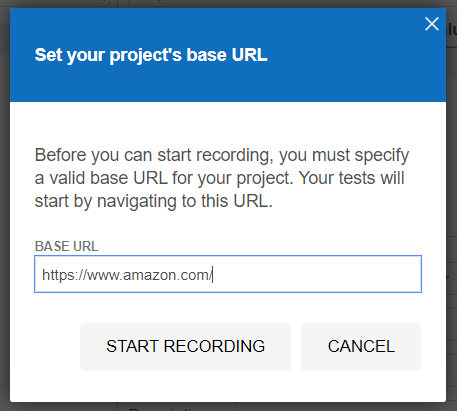 Set your project's base URL
Before you can start recording, you must specify
a valid base URL for your project. Your tests will
start by navigating to this URL.
BASE URL
https://www.amazon.com/
START RECORDING
CANCEL